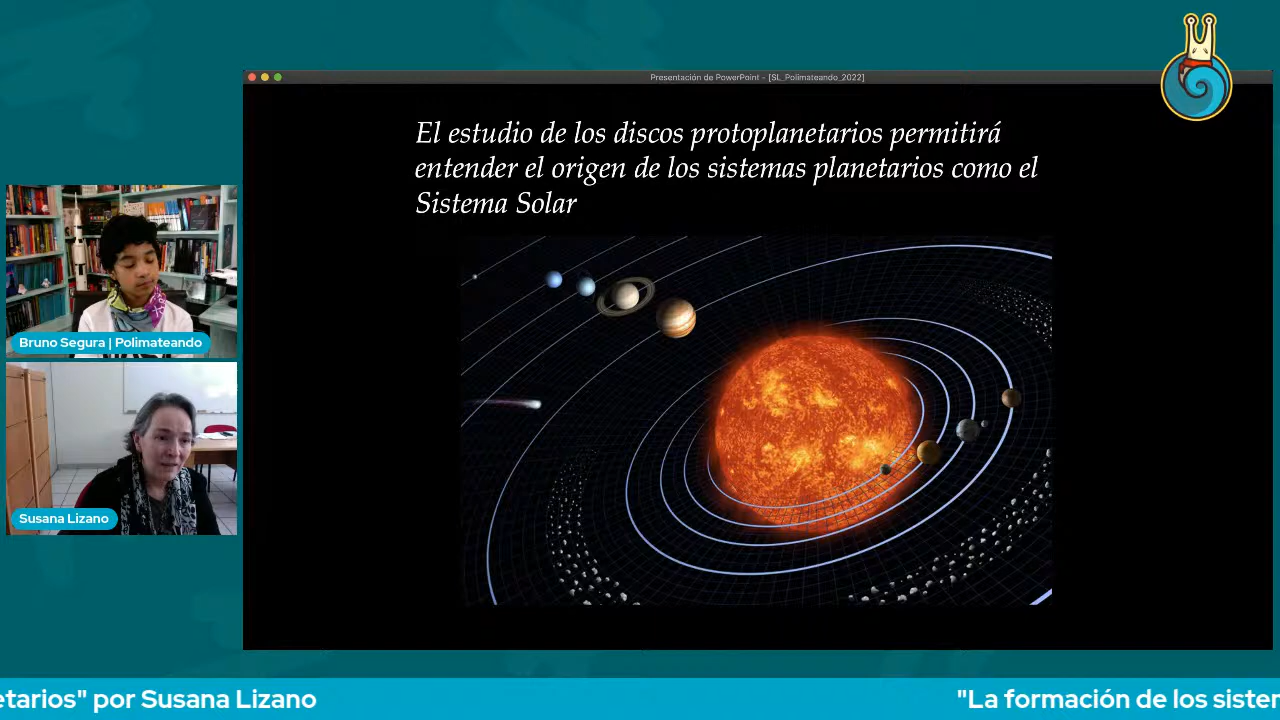 Presentación de PowerPoint - [SL_Polimateando_2022]
El estudio de los discos protoplanetarios permitirá
entender el origen de los sistemas planetarios como el
Sistema Solar
Bruno Segura | Polimateando
Susana Lizano
etarios" por Susana Lizano
"La formación de los sister